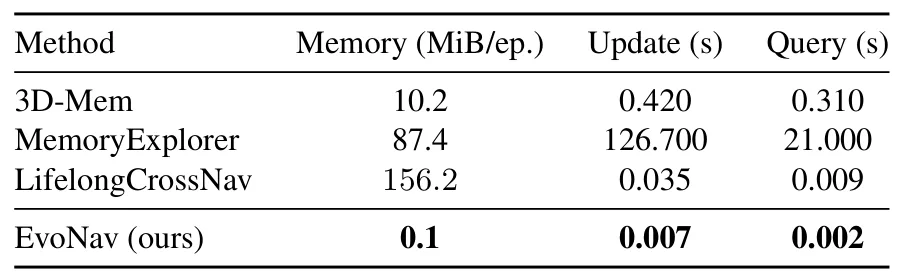 Method Memory (MiB/ep.) Update (s) Query (s)
3D-Mem 10.2 0.420 0.310
MemoryExplorer 87.4 126.700 21.000
LifelongCrossNav 156.2 0.035 0.009
EvoNav (ours) 0.1 0.007 0.002